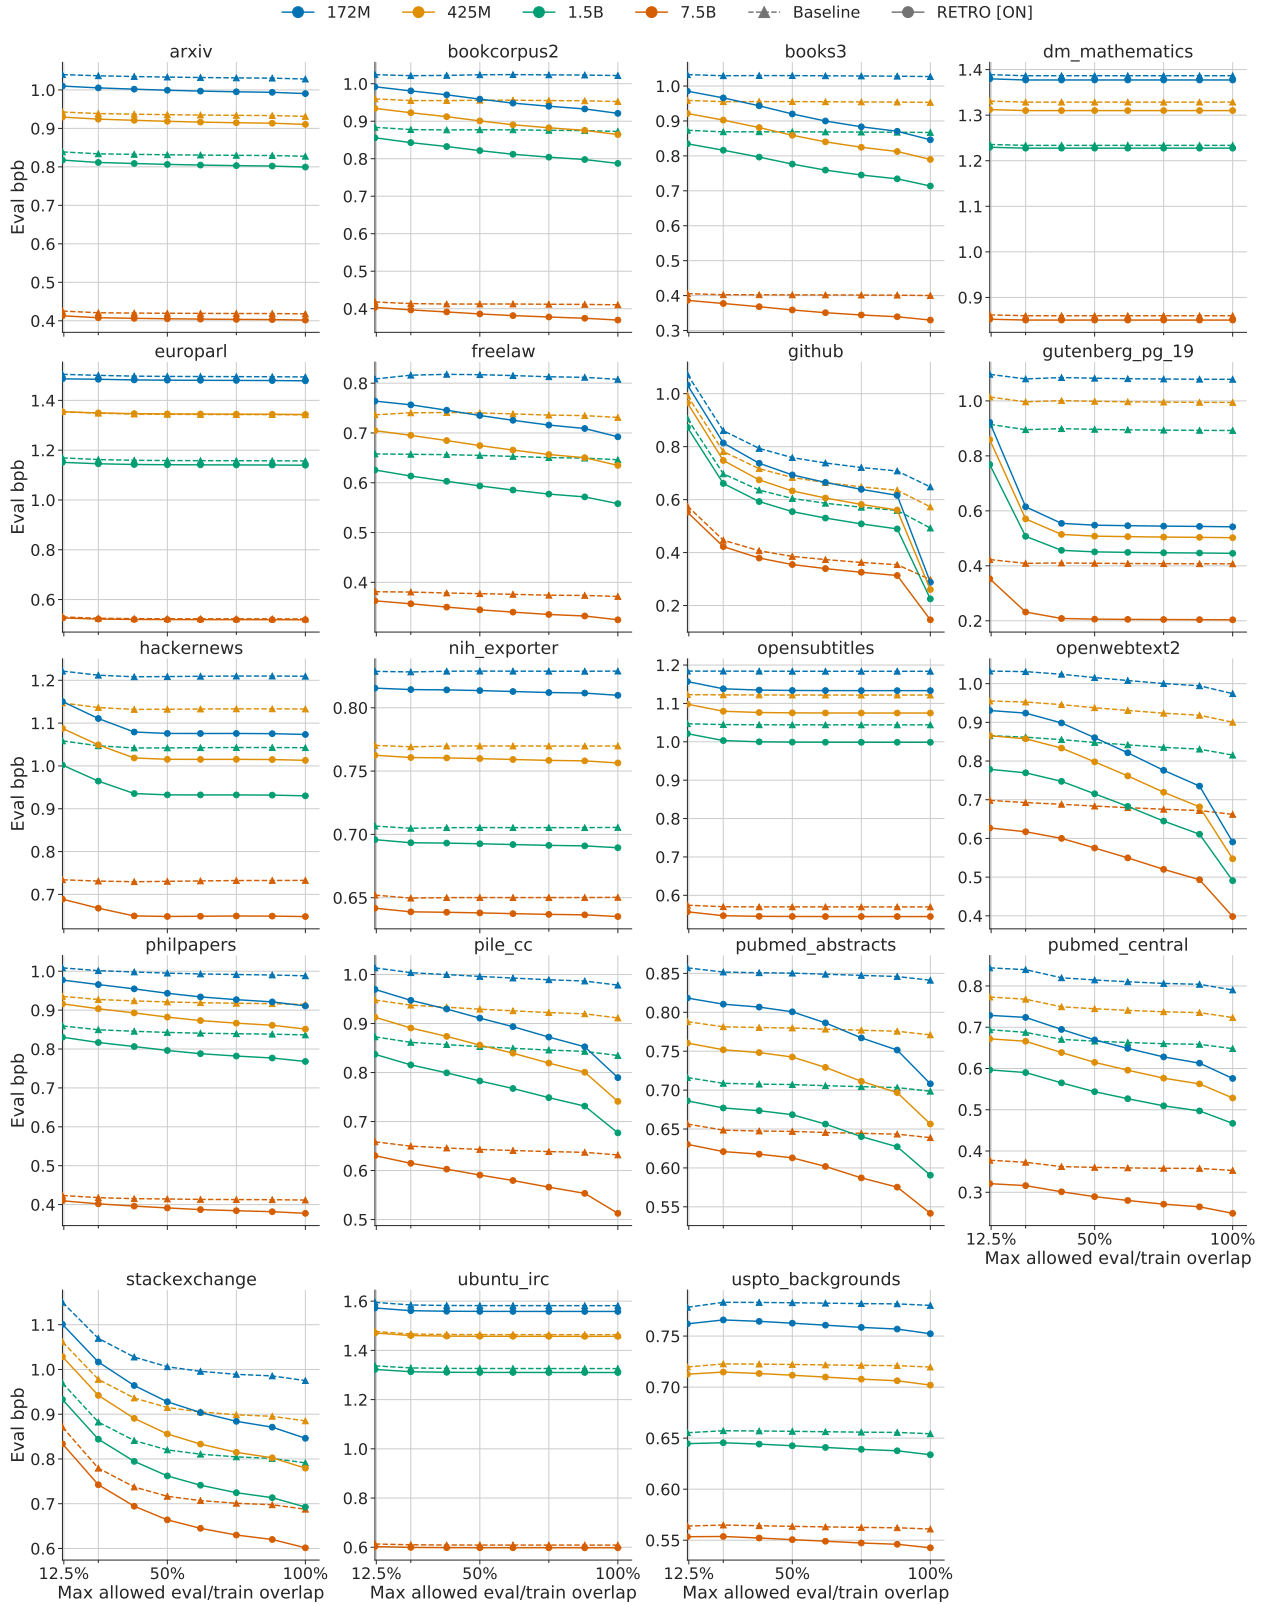 172M 425M 1.5B 7.5B Baseline RETRO [ON]
arxiv bookcorpus2 books3 dm_mathematics
Eval bpb
1.0 0.9 0.8 0.7 0.6 0.5 0.4
1.0 0.9 0.8 0.7 0.6 0.5 0.4
1.0 0.9 0.8 0.7 0.6 0.5 0.4 0.3
1.4 1.3 1.2 1.1 1.0 0.9
europarl freelaw github gutenberg_pg_19
Eval bpb
1.4 1.2 1.0 0.8 0.6
0.8 0.7 0.6 0.5 0.4
1.0 0.8 0.6 0.4 0.2
1.0 0.8 0.6 0.4 0.2
hackernews nih_exporter opensubtitles openwebtext2
Eval bpb
1.2 1.1 1.0 0.9 0.8 0.7
0.80 0.75 0.70 0.65
1.2 1.1 1.0 0.9 0.8 0.7 0.6
1.0 0.9 0.8 0.7 0.6 0.5 0.4
philpapers pile_cc pubmed_abstracts pubmed_central
Eval bpb
1.0 0.9 0.8 0.7 0.6 0.5 0.4
1.0 0.9 0.8 0.7 0.6 0.5
0.85 0.80 0.75 0.70 0.65 0.60 0.55
0.8 0.7 0.6 0.5 0.4 0.3
12.5% 50% 100%
Max allowed eval/train overlap
stackexchange ubuntu_irc uspto_backgrounds
Eval bpb
1.1 1.0 0.9 0.8 0.7 0.6
1.6 1.4 1.2 1.0 0.8 0.6
0.75 0.70 0.65 0.60 0.55
12.5% 50% 100% 12.5% 50% 100% 12.5% 50% 100%
Max allowed eval/train overlap Max allowed eval/train overlap Max allowed eval/train overlap